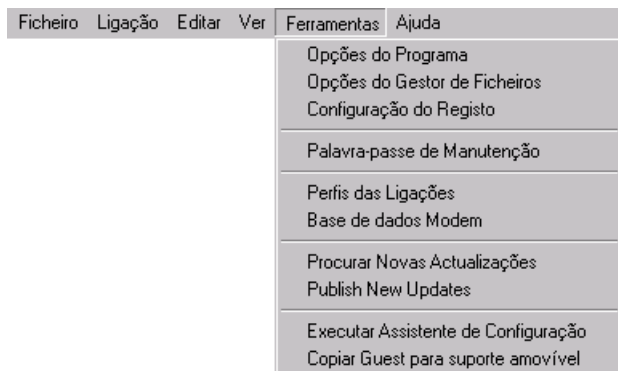 Ficheiro Ligação Editar Ver Ferramentas Ajuda
Opções do Programa
Opções do Gestor de Ficheiros
Configuração do Registo
Palavra-passe de Manutenção
Perfis das Ligações
Base de dados Modem
Procurar Novas Actualizações
Publish New Updates
Executar Assistente de Configuração
Copiar Guest para suporte amovível